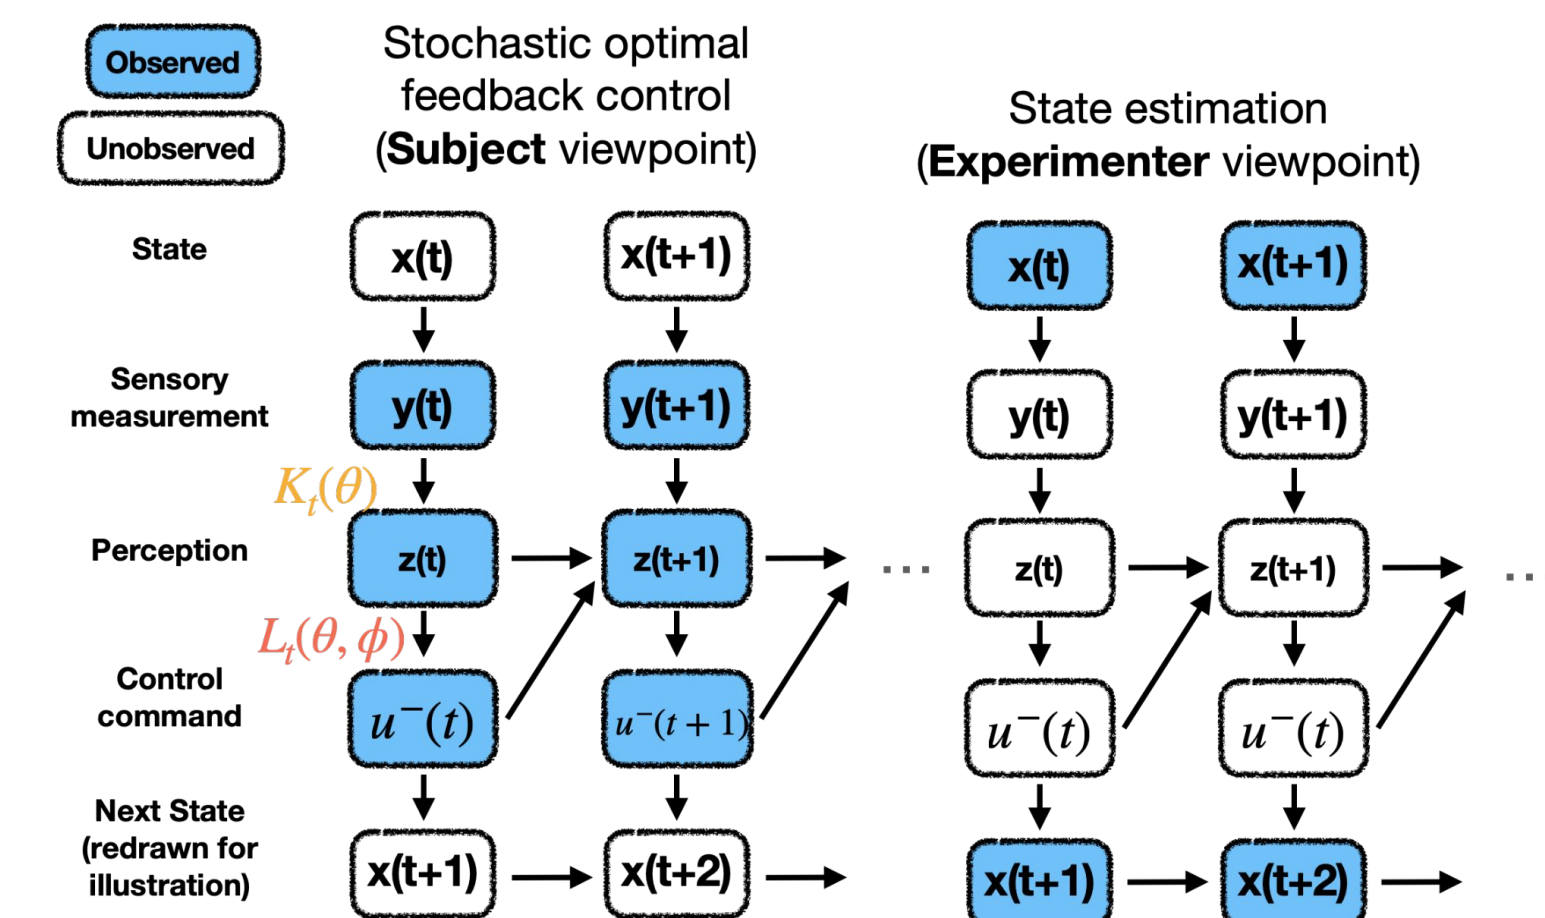 Observed
Unobserved
Stochastic optimal
feedback control
(Subject viewpoint)
State estimation
(Experimenter viewpoint)
State
x(t)
x(t+1)
x(t)
x(t+1)
Sensory
measurement
y(t)
y(t+1)
y(t)
y(t+1)
K_t(θ)
Perception
z(t)
z(t+1)
...
z(t)
z(t+1)
..
L_t(θ, ϕ)
Control
command
u⁻(t)
u⁻(t + 1)
u⁻(t)
u⁻(t)
Next State
(redrawn for
illustration)
x(t+1)
x(t+2)
x(t+1)
x(t+2)